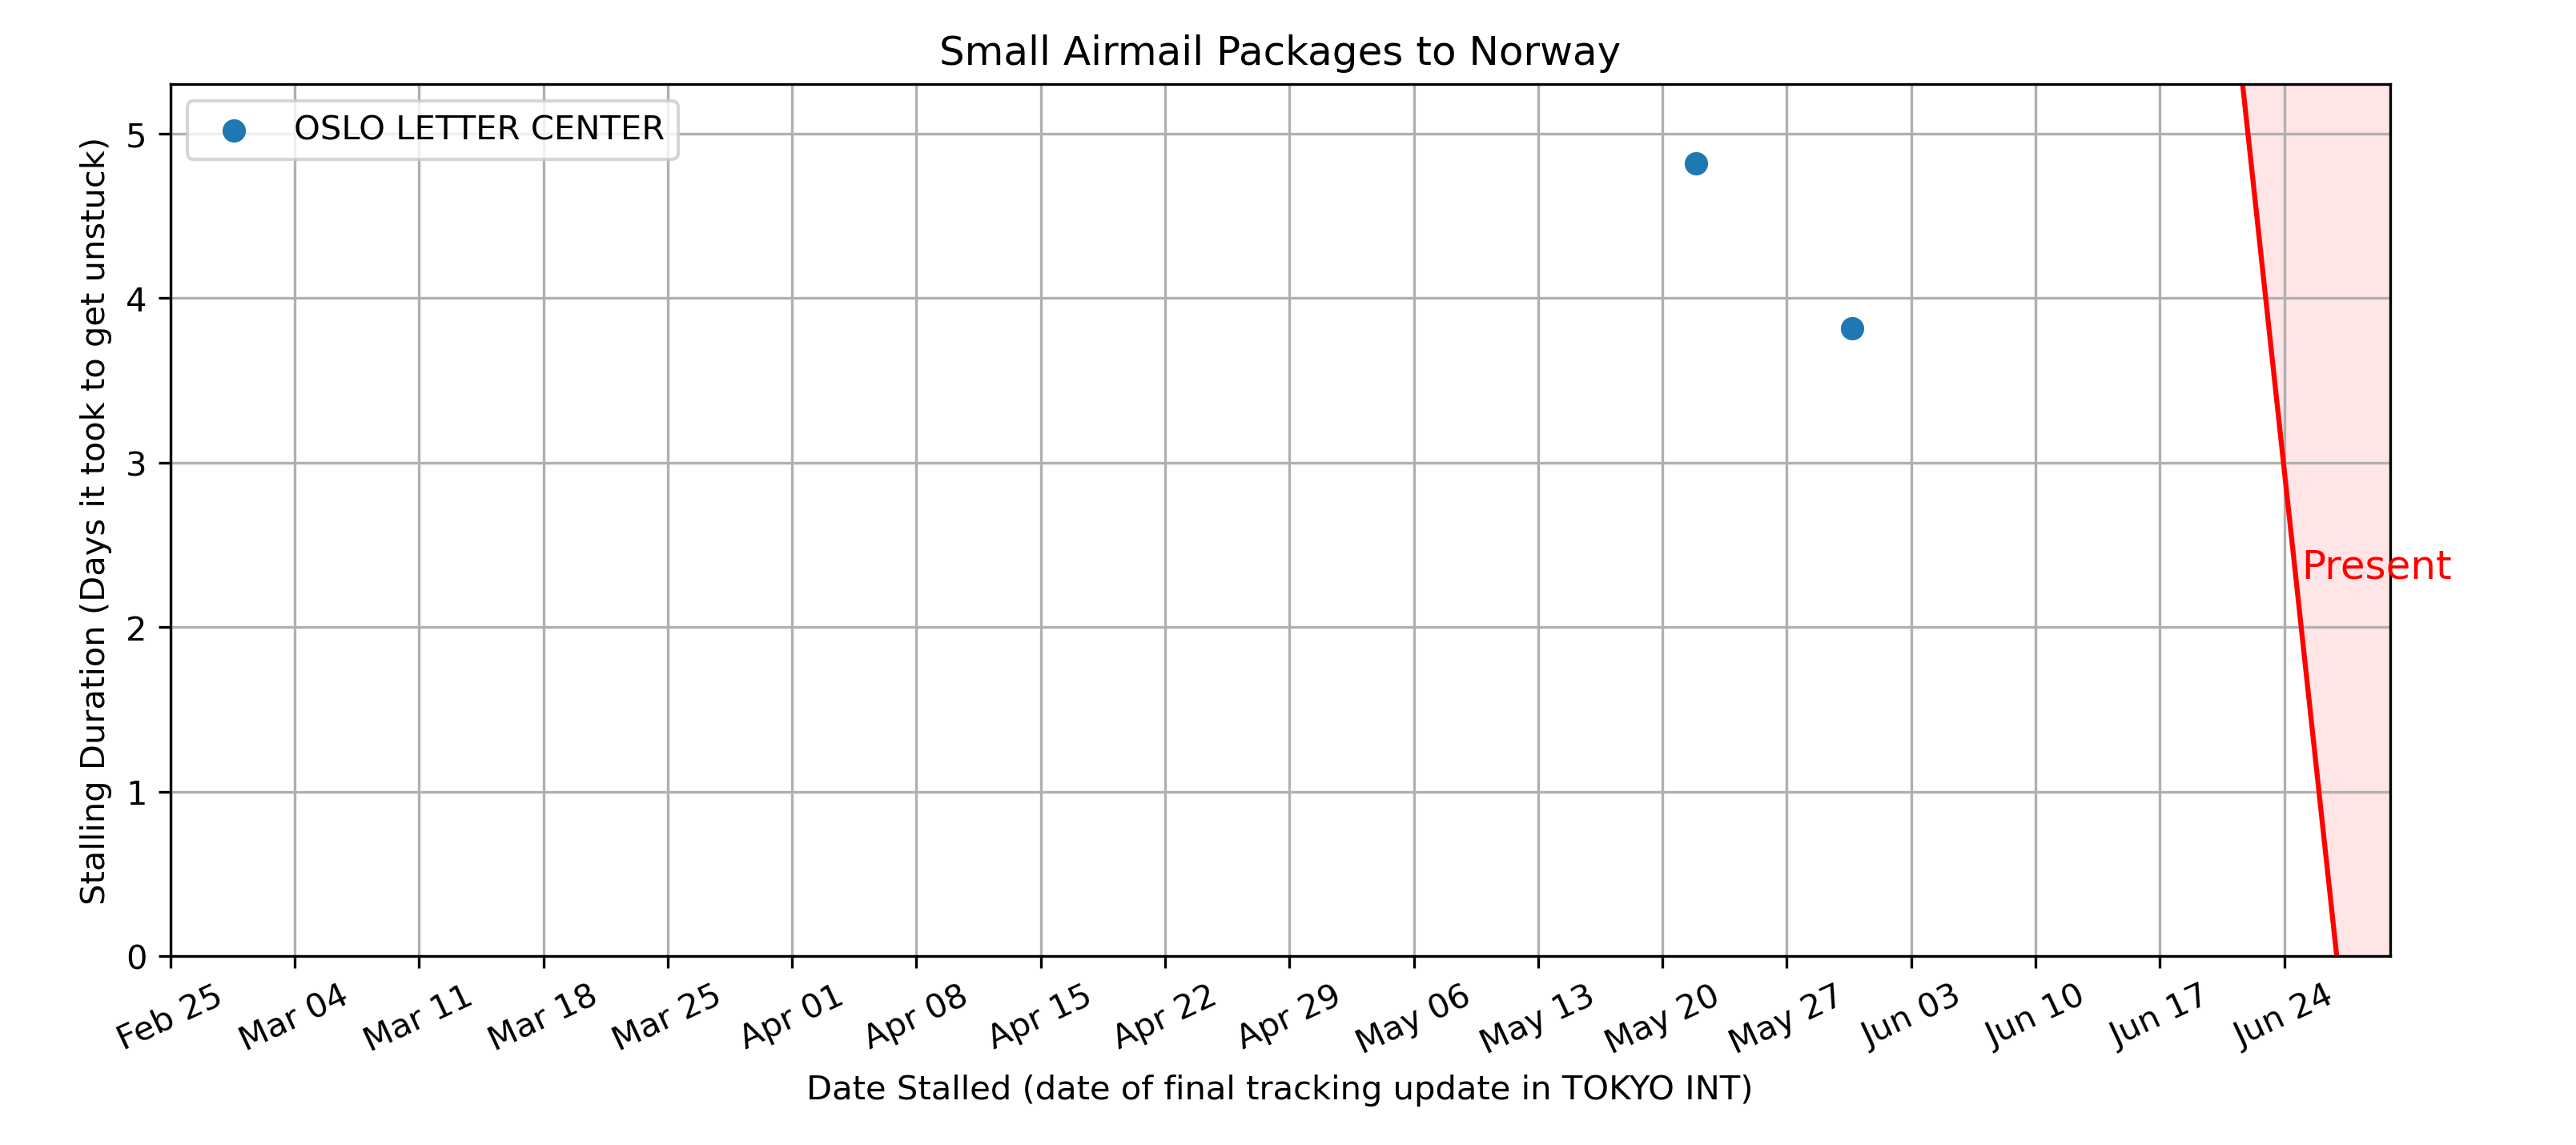 Small Airmail Packages to Norway
OSLO LETTER CENTER
Stalling Duration (Days it took to get unstuck)
5
4
3
2
1
0
Present
Feb 25
Mar 04
Mar 11
Mar 18
Mar 25
Apr 01
Apr 08
Apr 15
Apr 22
Apr 29
May 06
May 13
May 20
May 27
Jun 03
Jun 10
Jun 17
Jun 24
Date Stalled (date of final tracking update in TOKYO INT)